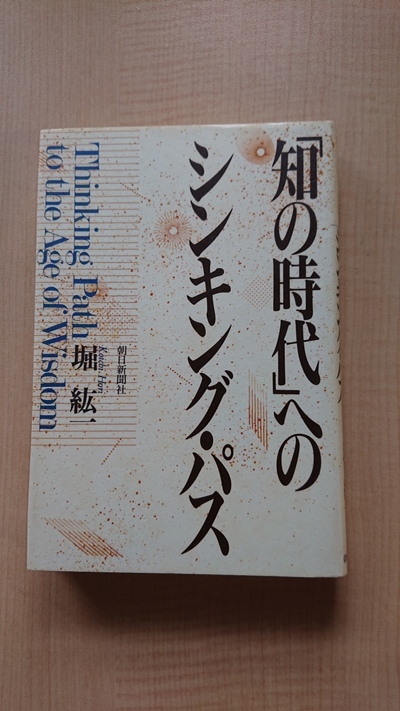 「知の時代」への
シンキング・パス
朝日新聞社
堀 紘一
Koichi Hori
Thinking Path
to the Age of Wisdom